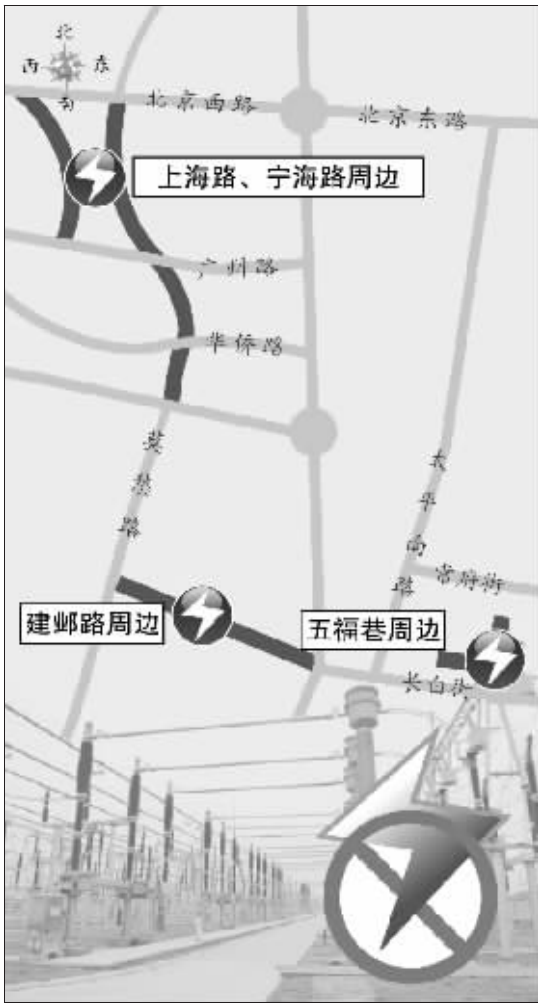 北
西 东
南
北京西路
北京东路
上海路、宁海路周边
广州路
华侨路
莫愁路
太平南路
常府街
建邺路周边
五福巷周边
长白街